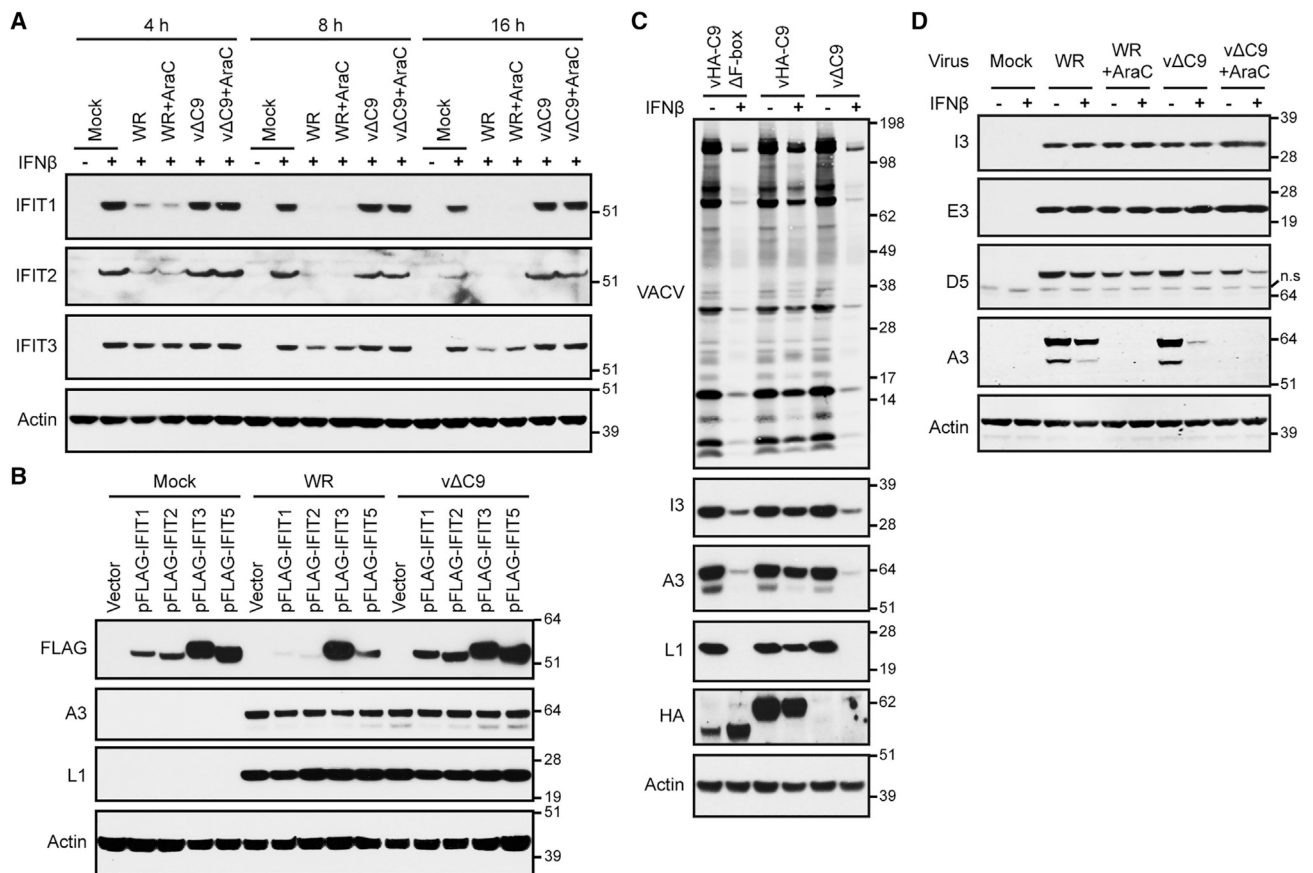 A
4 h
8 h
16 h
Mock
WR
WR+AraC
vΔC9
vΔC9+AraC
Mock
WR
WR+AraC
vΔC9
vΔC9+AraC
Mock
WR
WR+AraC
vΔC9
vΔC9+AraC
IFNβ - + + + + + - + + + + + - + + + + +
IFIT1
51
IFIT2
51
IFIT3
51
51
Actin
39
B
Mock
WR
vΔC9
Vector
pFLAG-IFIT1
pFLAG-IFIT2
pFLAG-IFIT3
pFLAG-IFIT5
Vector
pFLAG-IFIT1
pFLAG-IFIT2
pFLAG-IFIT3
pFLAG-IFIT5
Vector
pFLAG-IFIT1
pFLAG-IFIT2
pFLAG-IFIT3
pFLAG-IFIT5
64
FLAG
51
A3
64
28
L1
19
51
Actin
39
C
vHA-C9
ΔF-box
vHA-C9
vΔC9
IFNβ - + - + - +
198
98
62
49
VACV
38
28
17
14
39
I3
28
64
A3
51
28
L1
19
62
HA
51
Actin
39
D
Virus Mock WR WR vΔC9 vΔC9
+AraC +AraC
IFNβ - + - + - + - + - +
39
I3
28
28
E3
19
D5
n.s
64
64
A3
51
Actin
39